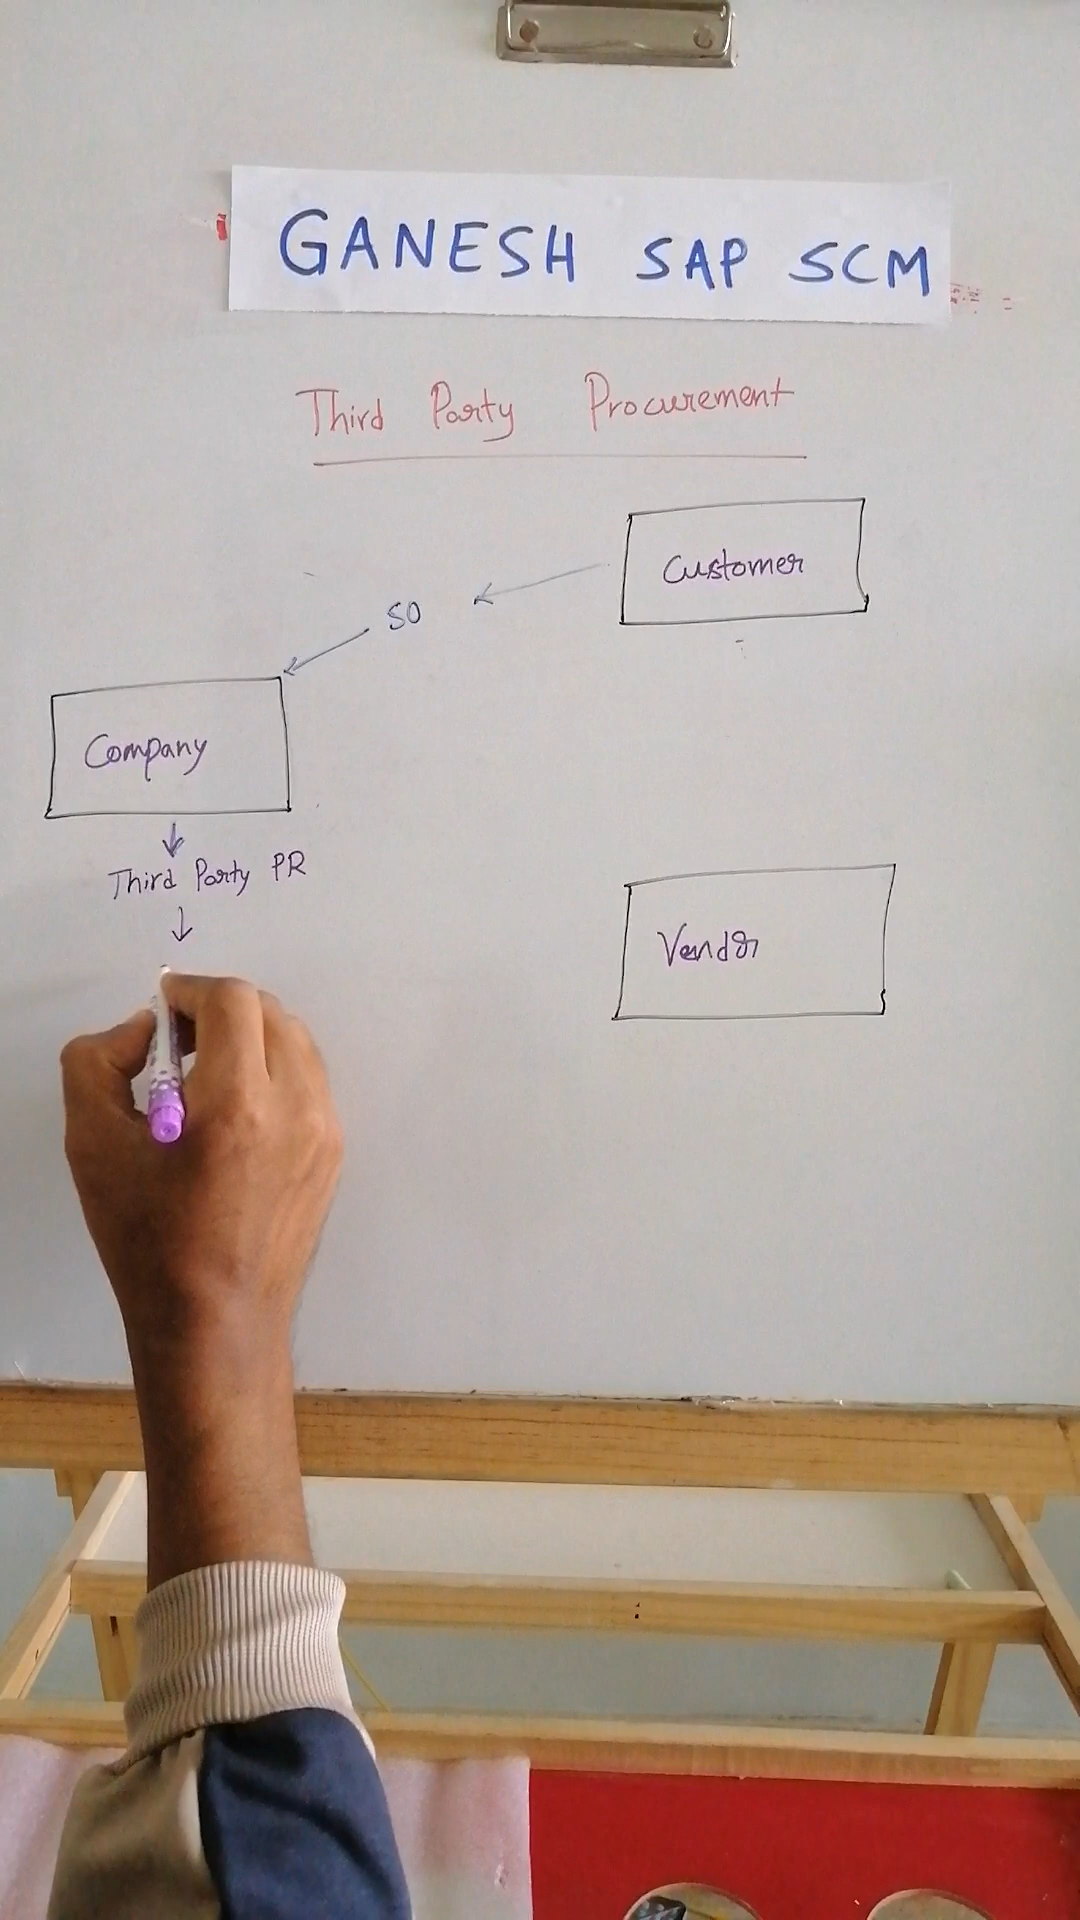 GANESH SAP SCM
Third Party Procurement
Customer
SO
Company
Third Party PR
Vendor